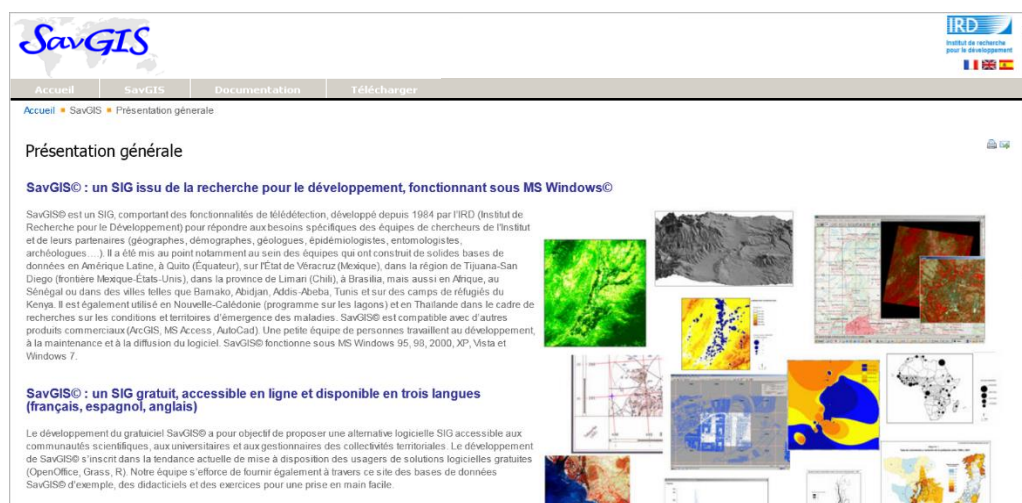 SavGIS
IRD
Institut de recherche
pour le développement
Accueil SavGIS Documentation Télécharger
Accueil SavGIS Présentation génerale
Présentation générale
SavGIS© : un SIG issu de la recherche pour le développement, fonctionnant sous MS Windows©
SavGIS© est un SIG, comportant des fonctionnalités de télédétection, développé depuis 1984 par l'IRD (Institut de
Recherche pour le Développement) pour répondre aux besoins spécifiques des équipes de chercheurs de l'Institut
et de leurs partenaires (géographes, démographes, géologues, épidémiologistes, entomologistes,
archéologues....). Il a été mis au point notamment au sein des équipes qui ont construit de solides bases de
données en Amérique Latine, à Quito (Équateur), sur l'État de Véracruz (Mexique), dans la région de Tijuana-San
Diego (frontière Mexique-États-Unis), dans la province de Limari (Chili), à Brasilia, mais aussi en Afrique, au
Sénégal ou dans des villes telles que Bamako, Abidjan, Addis-Abeba, Tunis et sur des camps de réfugiés du
Kenya. Il est également utilisé en Nouvelle-Calédonie (programme sur les lagons) et en Thaïlande dans le cadre de
recherches sur les conditions et territoires d'émergence des maladies. SavGIS© est compatible avec d'autres
produits commerciaux (ArcGIS, MS Access, AutoCad). Une petite équipe de personnes travaillent au développement,
à la maintenance et à la diffusion du logiciel. SavGIS© fonctionne sous MS Windows 95, 98, 2000, XP, Vista et
Windows 7.
SavGIS© : un SIG gratuit, accessible en ligne et disponible en trois langues
(français, espagnol, anglais)
Le développement du gratuiciel SavGIS© a pour objectif de proposer une alternative logicielle SIG accessible aux
communautés scientifiques, aux universitaires et aux gestionnaires des collectivités territoriales. Le développement
de SavGIS© s'inscrit dans la tendance actuelle de mise à disposition des usagers de solutions logicielles gratuites
(OpenOffice, Grass, R). Notre équipe s'efforce de fournir également à travers ce site des bases de données
SavGIS© d'exemple, des didacticiels et des exercices pour une prise en main facile.